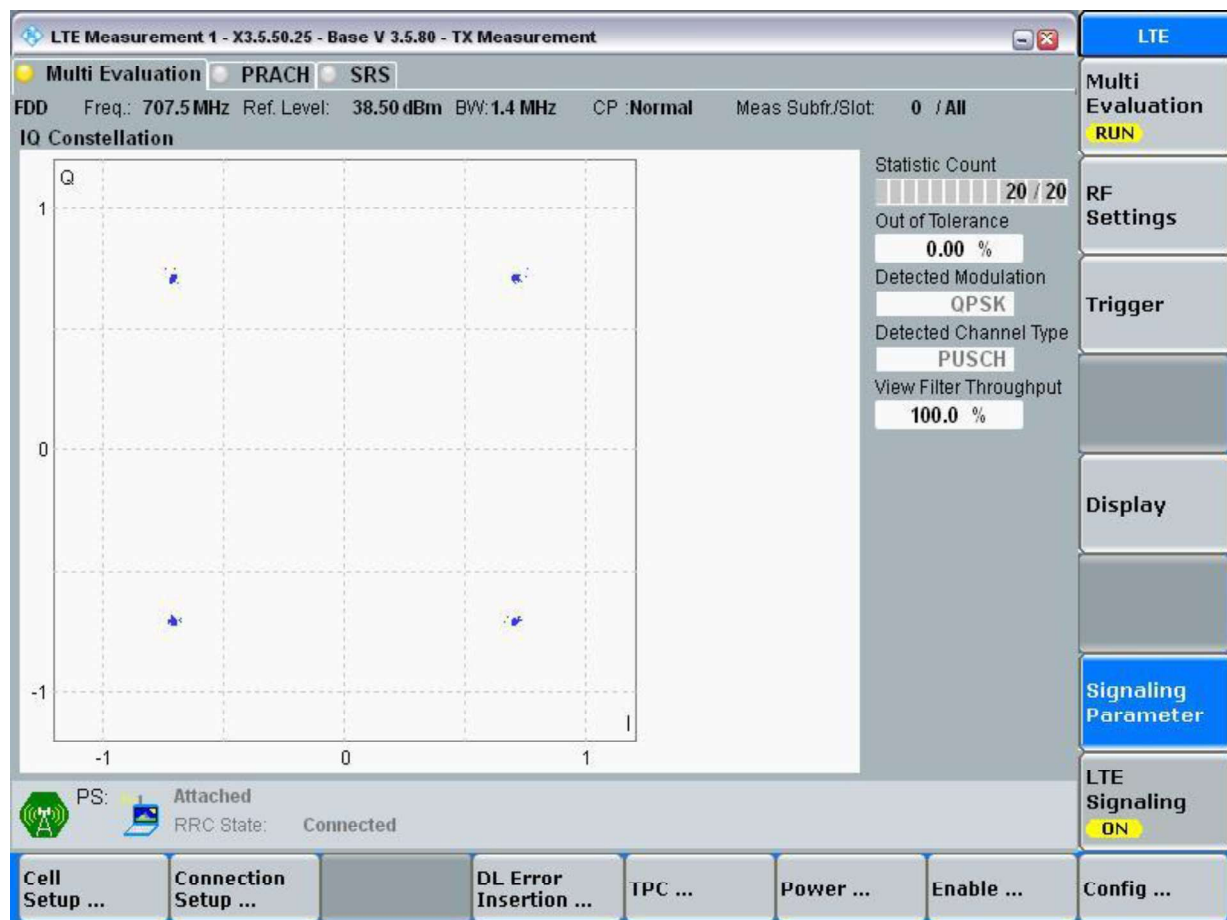 LTE Measurement 1 - X3.5.50.25 - Base V 3.5.80 - TX Measurement
LTE
Multi Evaluation PRACH SRS
FDD Freq.: 707.5 MHz Ref. Level: 38.50 dBm BW: 1.4 MHz CP :Normal Meas Subfr./Slot: 0 / All
IQ Constellation
Q
1
0
-1
I
-1 0 1
Statistic Count
20 / 20
Out of Tolerance
0.00 %
Detected Modulation
QPSK
Detected Channel Type
PUSCH
View Filter Throughput
100.0 %
Multi
Evaluation
RUN
RF
Settings
Trigger
Display
Signaling
Parameter
LTE
Signaling
ON
PS: Attached
RRC State: Connected
Cell
Setup ...
Connection
Setup ...
DL Error
Insertion ...
TPC ...
Power ...
Enable ...
Config ...